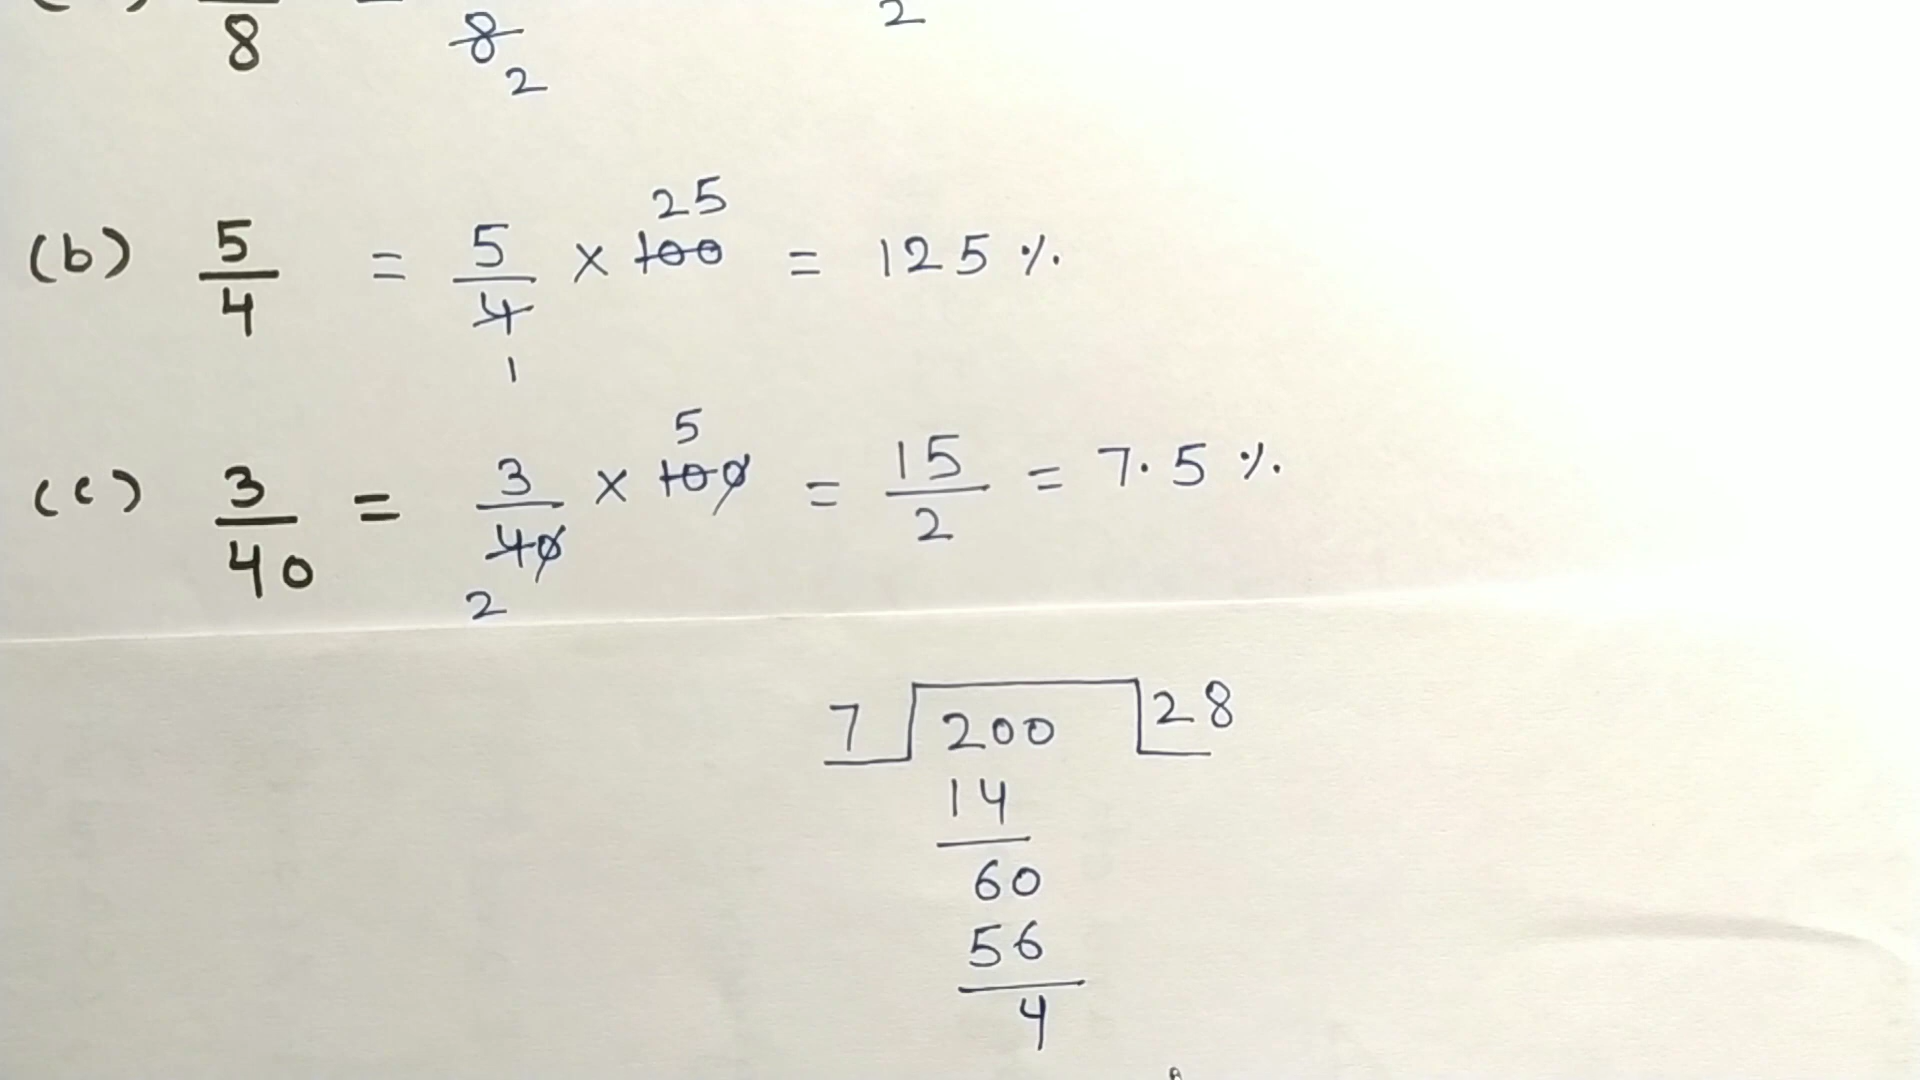 8 8 2 2
(b) 5/4 = 5/4 × 100 = 125 %
25
1
(c) 3/40 = 3/40 × 100 = 15/2 = 7.5 %
5
2
7 200 28
14
60
56
4